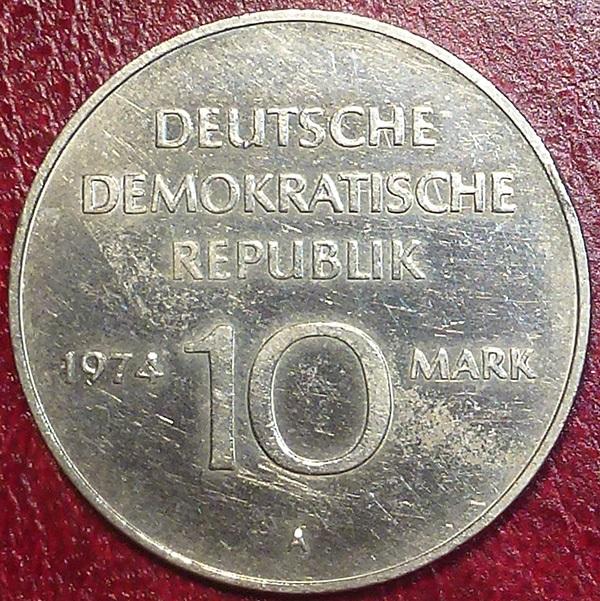 DEUTSCHE
DEMOKRATISCHE
REPUBLIK
1974 10 MARK
A